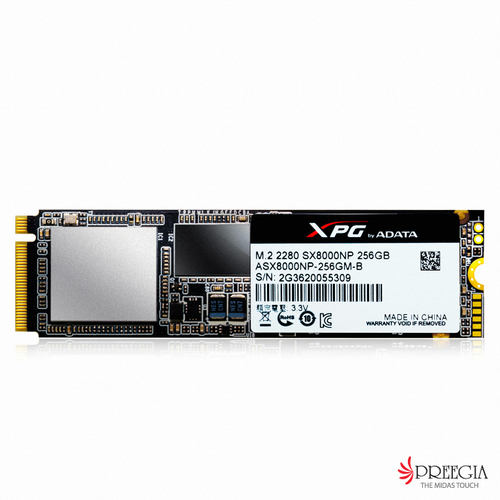 XPG by ADATA
M.2 2280 SX8000NP 256GB
ASX8000NP-256GM-B
S/N: 2G3620055309
3.3V
10
MADE IN CHINA
WARRANTY VOID IF REMOVED
PREEGIA
THE MIDAS TOUCH